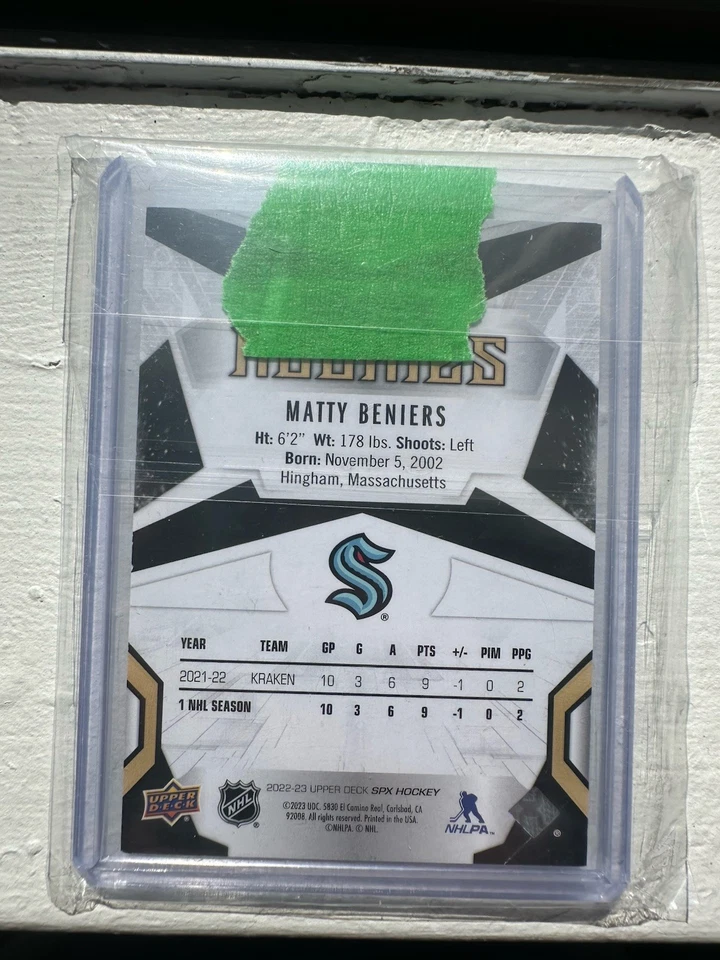 MATTY BENIERS
Ht: 6'2" Wt: 178 lbs. Shoots: Left
Born: November 5, 2002
Hingham, Massachusetts
®
YEAR TEAM GP G A PTS +/- PIM PPG
2021-22 KRAKEN 10 3 6 9 -1 0 2
1 NHL SEASON 10 3 6 9 -1 0 2
2022-23 UPPER DECK SPX HOCKEY
©2023 UDC. 5830 El Camino Real, Carlsbad, CA
92008. All rights reserved. Printed in the USA.
©NHLPA. © NHL.
UPPER
DECK
NHL
NHLPA
®